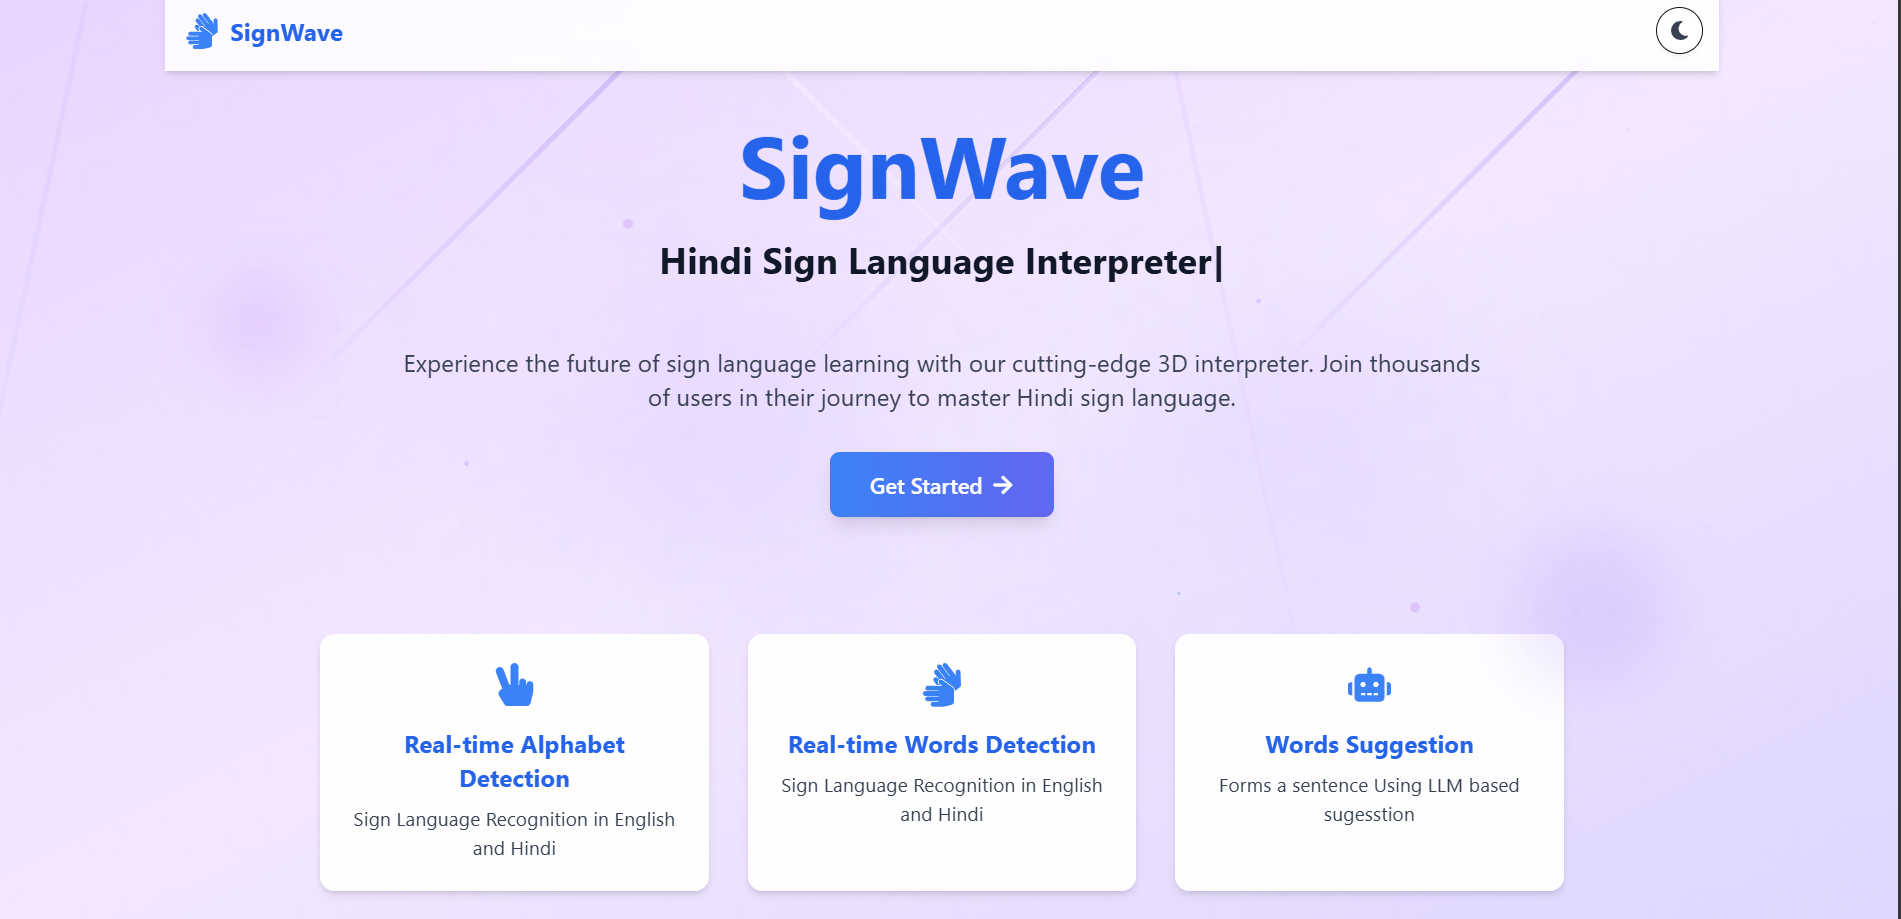 SignWave
SignWave
Hindi Sign Language Interpreter|
Experience the future of sign language learning with our cutting-edge 3D interpreter. Join thousands
of users in their journey to master Hindi sign language.
Get Started →
Real-time Alphabet
Detection
Sign Language Recognition in English
and Hindi
Real-time Words Detection
Sign Language Recognition in English
and Hindi
Words Suggestion
Forms a sentence Using LLM based
sugesstion